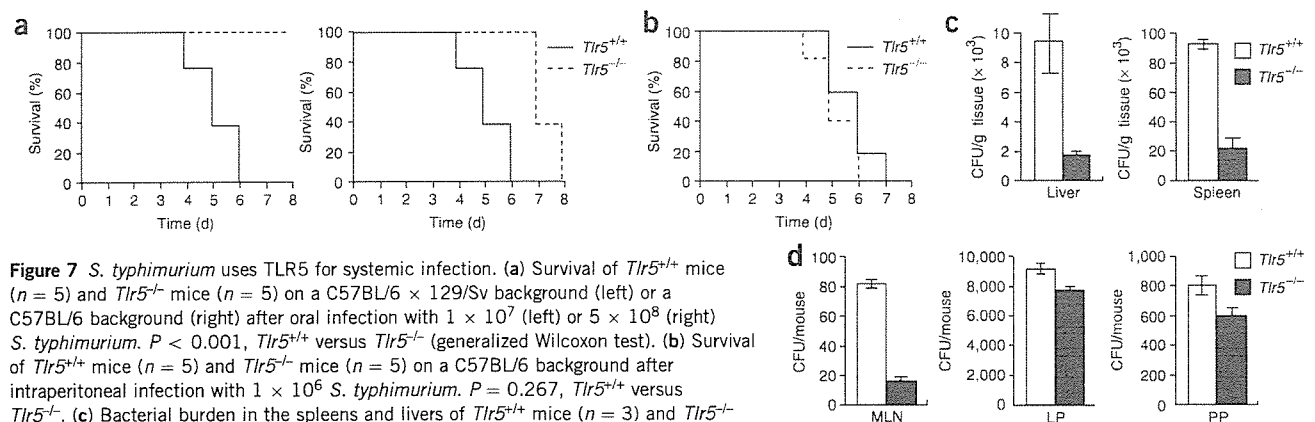 a
b
c
d
Survival (%)
100
80
60
40
20
0
0 1 2 3 4 5 6 7 8
Time (d)
Survival (%)
100
80
60
40
20
0
0 1 2 3 4 5 6 7 8
Time (d)
Tlr5+/+
Tlr5−/−
Survival (%)
100
80
60
40
20
0
0 1 2 3 4 5 6 7 8
Time (d)
Tlr5+/+
Tlr5−/−
CFU/g tissue (× 10³)
10
8
6
4
2
0
Liver
CFU/g tissue (× 10³)
100
80
60
40
20
0
Spleen
Tlr5+/+
Tlr5−/−
Figure 7 S. typhimurium uses TLR5 for systemic infection. (a) Survival of Tlr5+/+ mice
(n = 5) and Tlr5−/− mice (n = 5) on a C57BL/6 × 129/Sv background (left) or a
C57BL/6 background (right) after oral infection with 1 × 10⁷ (left) or 5 × 10⁸ (right)
S. typhimurium. P < 0.001, Tlr5+/+ versus Tlr5−/− (generalized Wilcoxon test). (b) Survival
of Tlr5+/+ mice (n = 5) and Tlr5−/− mice (n = 5) on a C57BL/6 background after
intraperitoneal infection with 1 × 10⁶ S. typhimurium. P = 0.267, Tlr5+/+ versus
Tlr5−/−. (c) Bacterial burden in the spleens and livers of Tlr5+/+ mice (n = 3) and Tlr5−/−
CFU/mouse
100
80
60
40
20
0
MLN
CFU/mouse
10,000
8,000
6,000
4,000
2,000
0
LP
CFU/mouse
1,000
800
600
400
200
0
PP
Tlr5+/+
Tlr5−/−